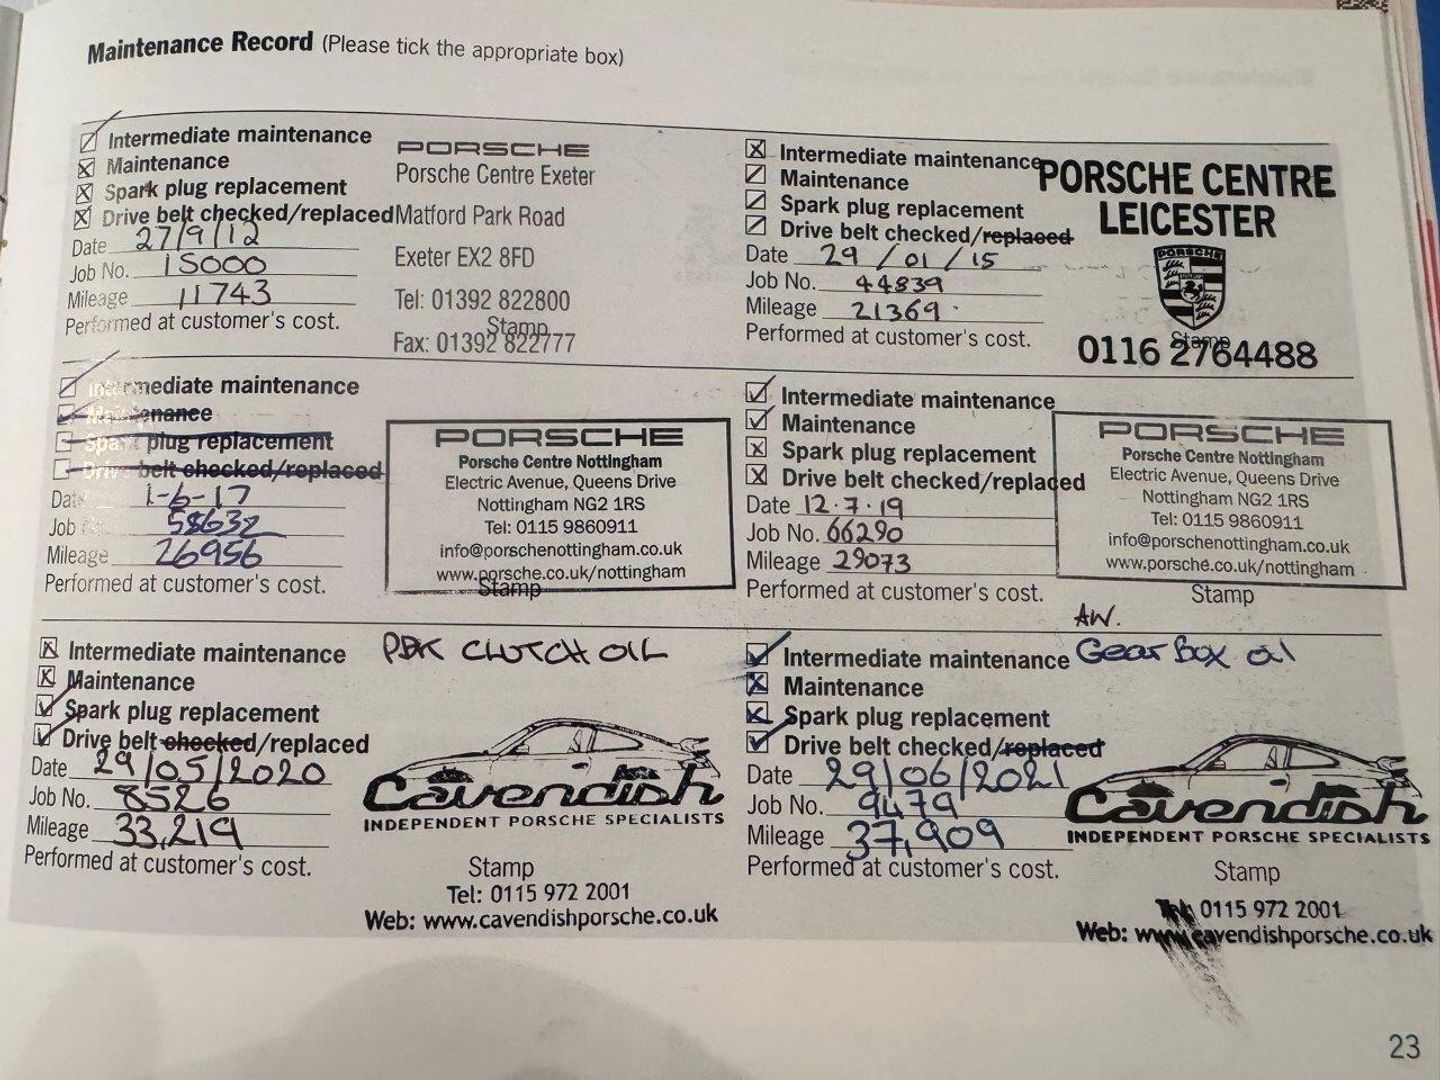 Maintenance Record (Please tick the appropriate box)
Intermediate maintenance
Maintenance
Spark plug replacement
Drive belt checked/replaced
Date 27/9/12
Job No. 15000
Mileage 11743
Performed at customer's cost.
PORSCHE
Porsche Centre Exeter
Matford Park Road
Exeter EX2 8FD
Tel: 01392 822800
Stamp
Fax: 01392 822777
Intermediate maintenance
Maintenance
Spark plug replacement
Drive belt checked/replaced
Date 29/01/15
Job No. 44839
Mileage 21369
Performed at customer's cost.
PORSCHE CENTRE
LEICESTER
PORSCHE
Stamp
0116 2764488
Intermediate maintenance
Maintenance
Spark plug replacement
Drive belt checked/replaced
Date 1-6-17
Job
Mileage 26956
Performed at customer's cost.
PORSCHE
Porsche Centre Nottingham
Electric Avenue, Queens Drive
Nottingham NG2 1RS
Tel: 0115 9860911
info@porschenottingham.co.uk
www.porsche.co.uk/nottingham
Stamp
Intermediate maintenance
Maintenance
Spark plug replacement
Drive belt checked/replaced
Date 12.7.19
Job No. 66290
Mileage 29073
Performed at customer's cost.
PORSCHE
Porsche Centre Nottingham
Electric Avenue, Queens Drive
Nottingham NG2 1RS
Tel: 0115 9860911
info@porschenottingham.co.uk
www.porsche.co.uk/nottingham
Stamp
AW.
Intermediate maintenance
Maintenance
Spark plug replacement
Drive belt checked/replaced
Date 29/05/2020
Job No. 8526
Mileage 33,219
Performed at customer's cost.
PDK CLUTCH OIL
Cavendish
INDEPENDENT PORSCHE SPECIALISTS
Stamp
Tel: 0115 972 2001
Web: www.cavendishporsche.co.uk
Intermediate maintenance
Maintenance
Spark plug replacement
Drive belt checked/replaced
Date 29/06/2021
Job No. 9479
Mileage 37,909
Performed at customer's cost.
Gear Box oil
Cavendish
INDEPENDENT PORSCHE SPECIALISTS
Stamp
Tel: 0115 972 2001
Web: www.cavendishporsche.co.uk
23